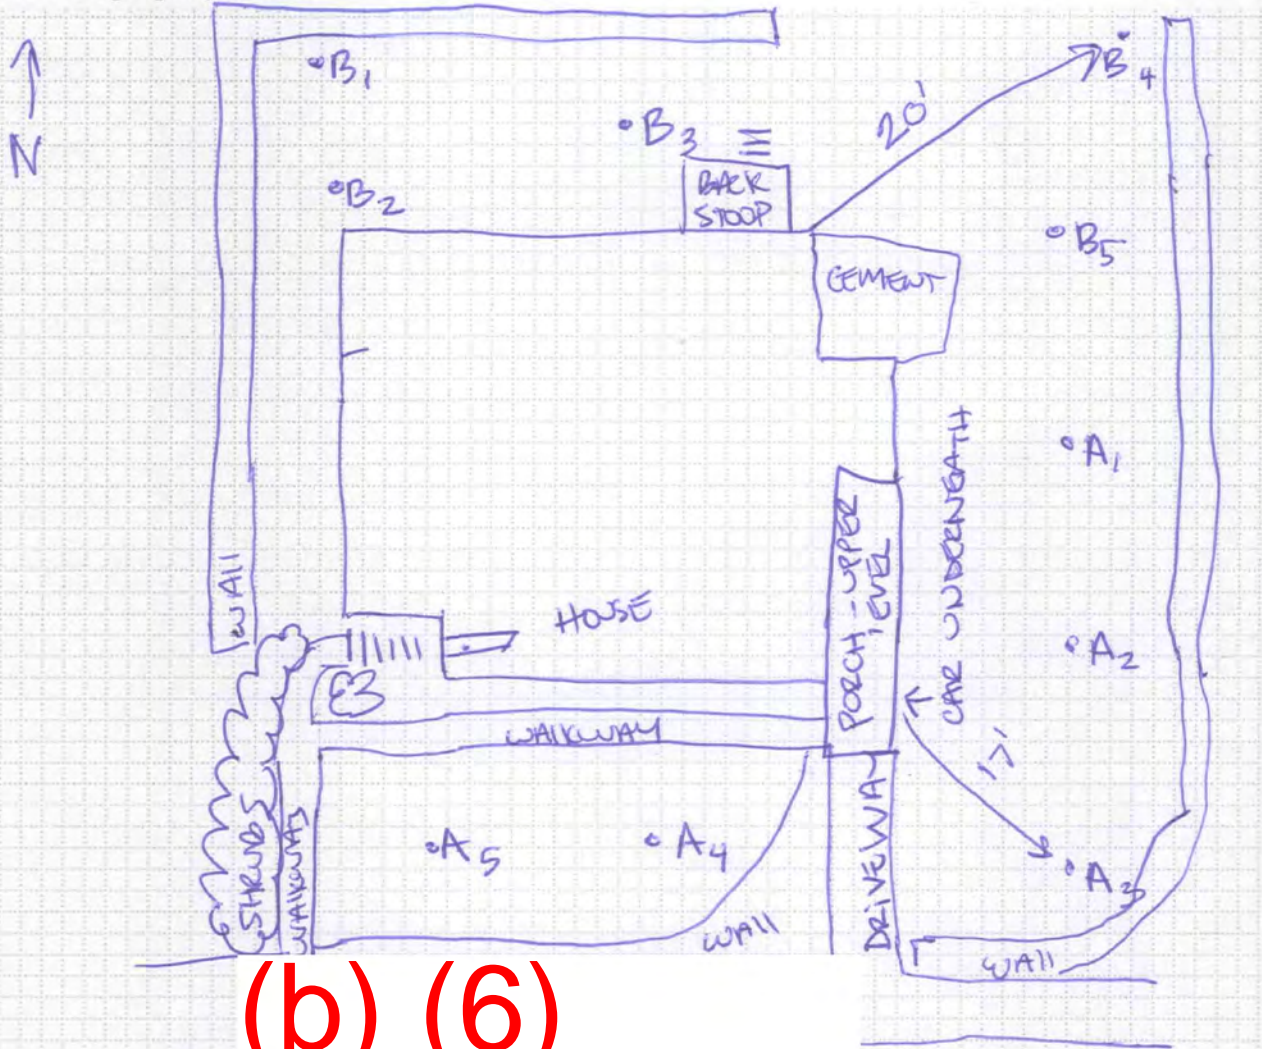 N
B1
B2
B3
BACK
STOOP
20'
B4
CEMENT
B5
A1
CAR UNDERNEATH
PORCH-UPPER
LEVEL
A2
WAll
HOUSE
WALKWAY
17'
SHRUBS
WALKWAY
A5
A4
WAll
DRIVEWAY
A3
WAll
(b) (6)